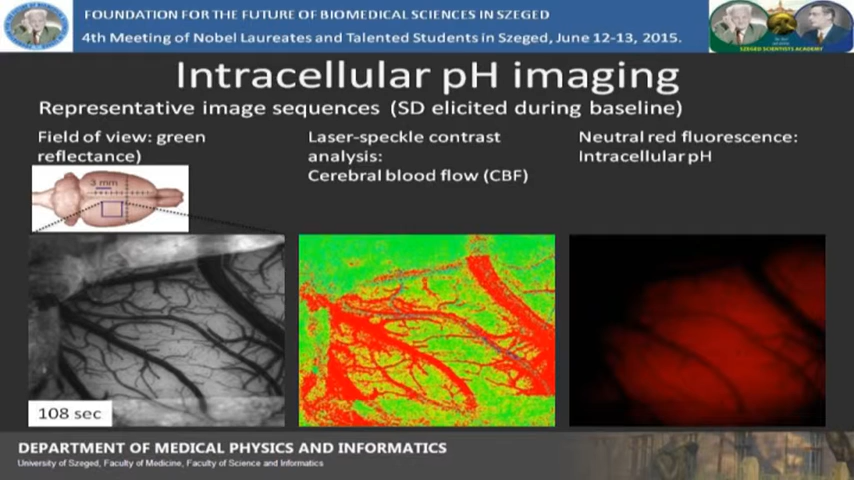 FOUNDATION FOR THE FUTURE OF BIOMEDICAL SCIENCES IN SZEGED
4th Meeting of Nobel Laureates and Talented Students in Szeged, June 12-13, 2015.
SZEGED SCIENTISTS ACADEMY
Intracellular pH imaging
Representative image sequences (SD elicited during baseline)
Field of view: green
reflectance)
Laser-speckle contrast
analysis:
Cerebral blood flow (CBF)
Neutral red fluorescence:
Intracellular pH
3 mm
108 sec
DEPARTMENT OF MEDICAL PHYSICS AND INFORMATICS
University of Szeged, Faculty of Medicine, Faculty of Science and Informatics